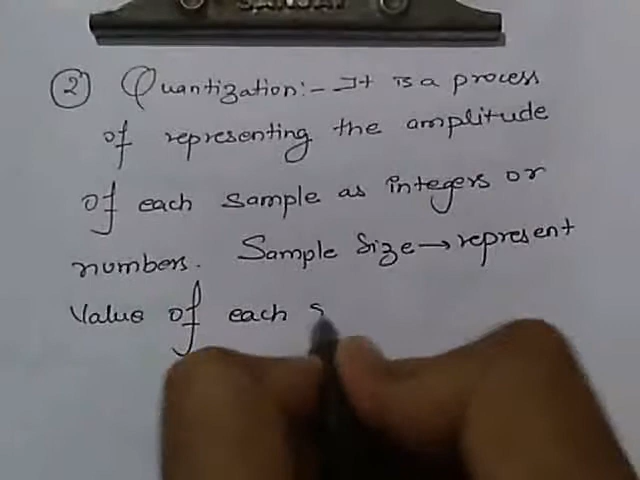 SANJAY
② Quantization:- It is a process
of representing the amplitude
of each sample as integers or
numbers. Sample Size → represent
Value of each s